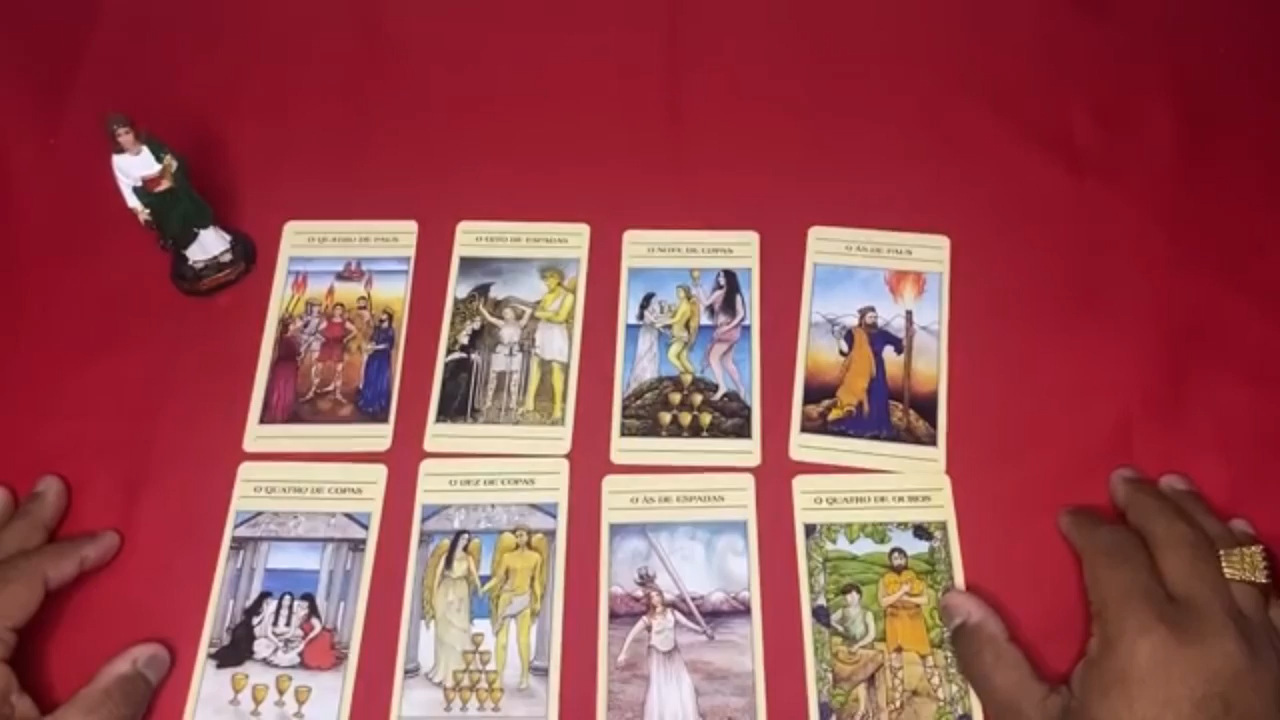 O QUATRO DE PAUS
O OITO DE ESPADAS
O NOVE DE COPAS
O ÁS DE PAUS
O QUATRO DE COPAS
O DEZ DE COPAS
O ÁS DE ESPADAS
O QUATRO DE OUROS